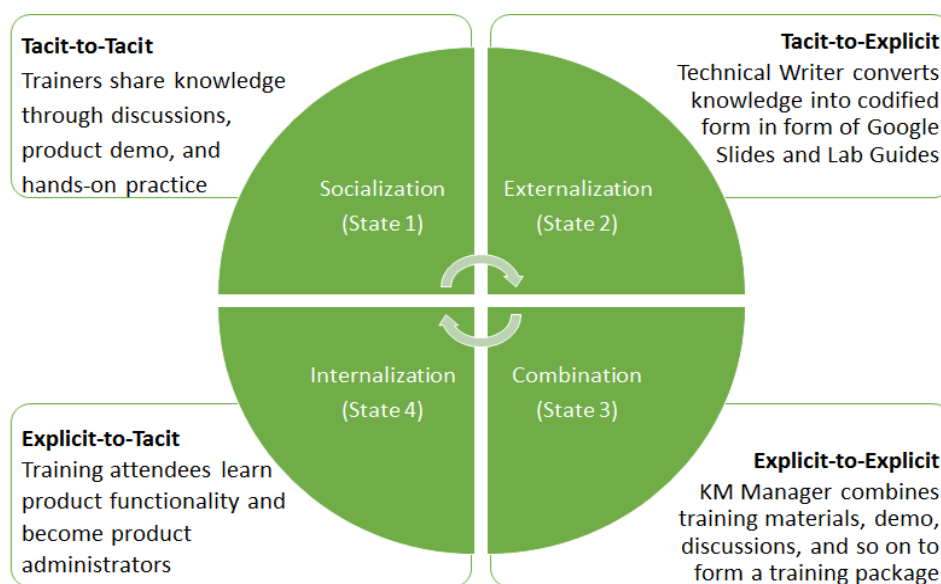 Tacit-to-Tacit
Trainers share knowledge
through discussions,
product demo, and
hands-on practice
Tacit-to-Explicit
Technical Writer converts
knowledge into codified
form in form of Google
Slides and Lab Guides
Socialization
(State 1)
Externalization
(State 2)
Internalization
(State 4)
Combination
(State 3)
Explicit-to-Tacit
Training attendees learn
product functionality and
become product
administrators
Explicit-to-Explicit
KM Manager combines
training materials, demo,
discussions, and so on to
form a training package